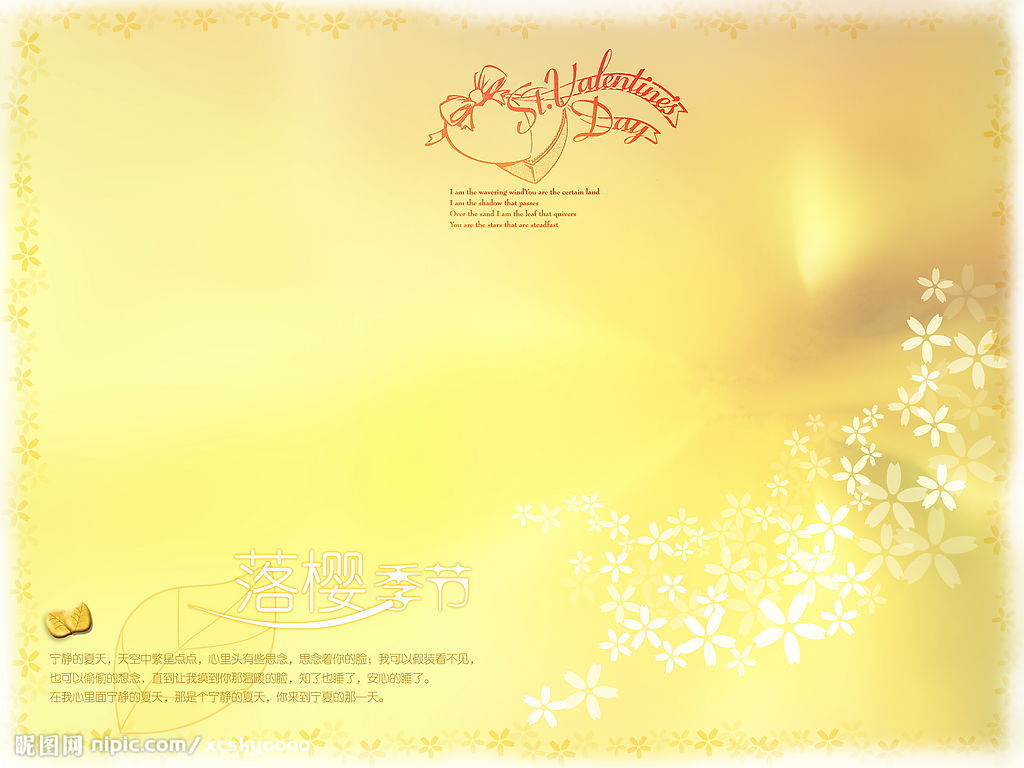 St. Valentine's
Day
I am the wavering windYou are the certain land
I am the shadow that passes
Over the sand I am the leaf that quivers
You are the stars that are steadfast
落樱季节
宁静的夏天，天空中繁星点点，心里头有些思念，思念着你的脸；我可以假装看不见，
也可以偷偷的想念，直到让我摸到你那温暖的脸，知了也睡了，安心的睡了。
在我心里面宁静的夏天，那是个宁静的夏天，你来到宁夏的那一天。
昵图网 nipic.com/xcskyoooo